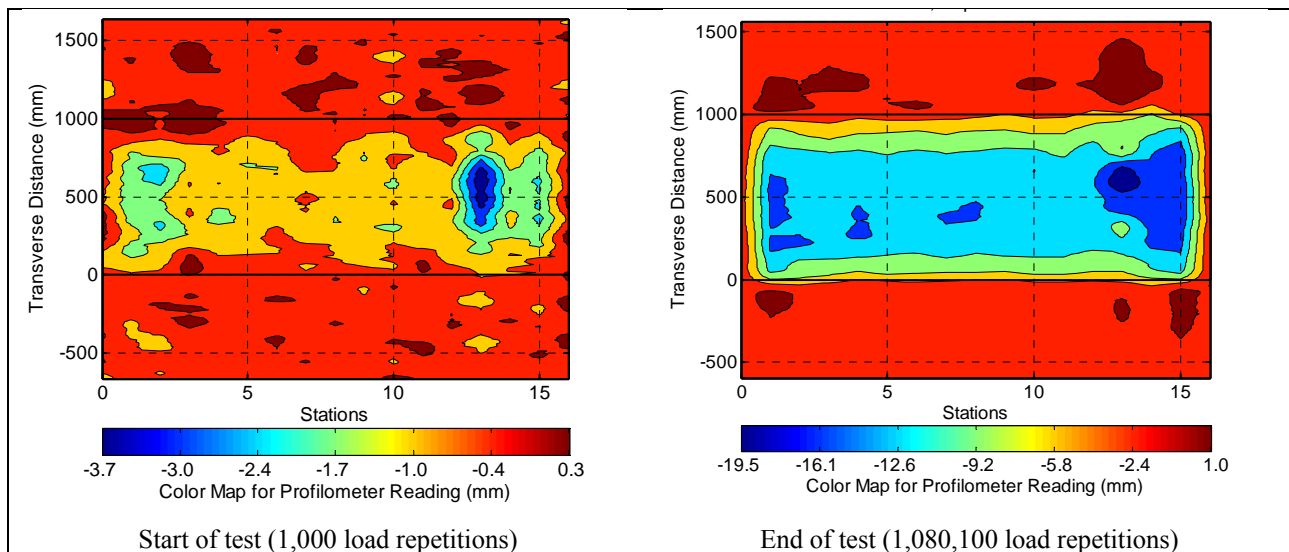 1500
1000
500
0
-500
Transverse Distance (mm)
0 5 10 15
Stations
-3.7 -3.0 -2.4 -1.7 -1.0 -0.4 0.3
Color Map for Profilometer Reading (mm)
Start of test (1,000 load repetitions)
1500
1000
500
0
-500
Transverse Distance (mm)
0 5 10 15
Stations
-19.5 -16.1 -12.6 -9.2 -5.8 -2.4 1.0
Color Map for Profilometer Reading (mm)
End of test (1,080,100 load repetitions)